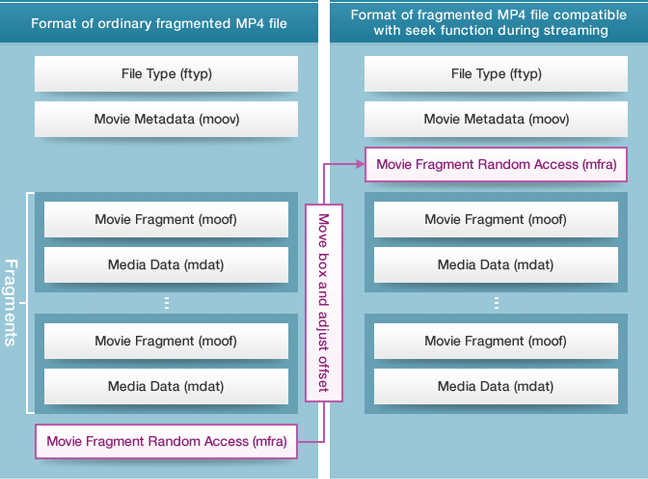 Format of ordinary fragmented MP4 file
File Type (ftyp)
Movie Metadata (moov)
Fragments
Movie Fragment (moof)
Media Data (mdat)
Movie Fragment (moof)
Media Data (mdat)
Movie Fragment Random Access (mfra)
Move box and adjust offset
Format of fragmented MP4 file compatible
with seek function during streaming
File Type (ftyp)
Movie Metadata (moov)
Movie Fragment Random Access (mfra)
Movie Fragment (moof)
Media Data (mdat)
Movie Fragment (moof)
Media Data (mdat)